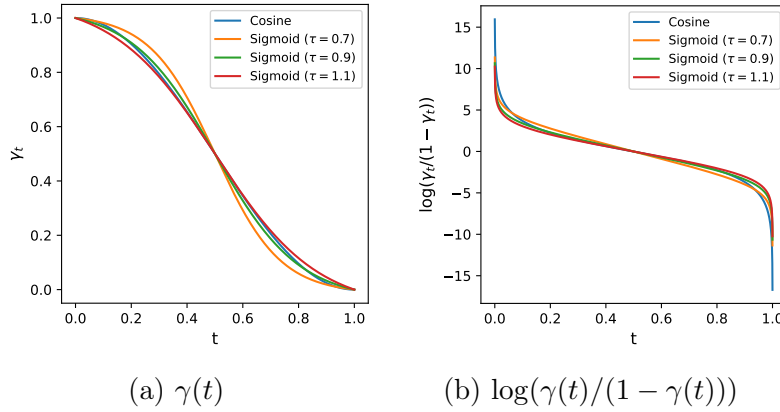 Cosine
Sigmoid (τ = 0.7)
Sigmoid (τ = 0.9)
Sigmoid (τ = 1.1)
1.0
0.8
0.6
0.4
0.2
0.0
γt
0.0 0.2 0.4 0.6 0.8 1.0
t
(a) γ(t)
Cosine
Sigmoid (τ = 0.7)
Sigmoid (τ = 0.9)
Sigmoid (τ = 1.1)
15
10
5
0
−5
−10
−15
log(γt/(1 − γt))
0.0 0.2 0.4 0.6 0.8 1.0
t
(b) log(γ(t)/(1 − γ(t)))